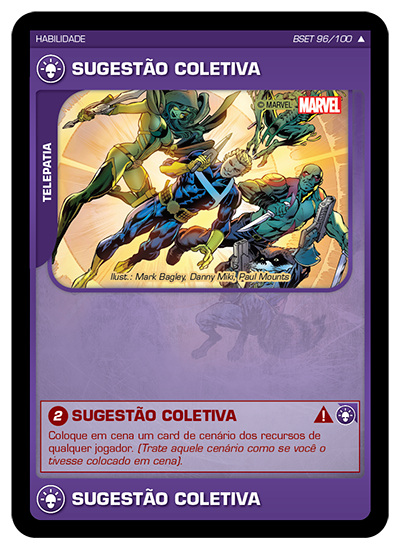 HABILIDADE
BSET 96/100 ▲
SUGESTÃO COLETIVA
© MARVEL MARVEL
TELEPATIA
Ilust.: Mark Bagley, Danny Miki, Paul Mounts
2 SUGESTÃO COLETIVA
Coloque em cena um card de cenário dos recursos de
qualquer jogador. (Trate aquele cenário como se você o
tivesse colocado em cena).
SUGESTÃO COLETIVA